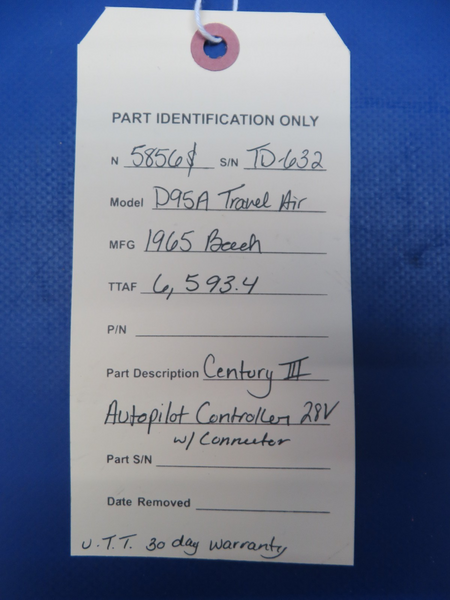 PART IDENTIFICATION ONLY
N 5856S S/N TD-632
Model D95A Travel Air
MFG 1965 Beech
TTAF 6,593.4
P/N
Part Description Century III
Autopilot Controller 28V
w/ Connector
Part S/N
Date Removed
U.T.T. 30 day warranty